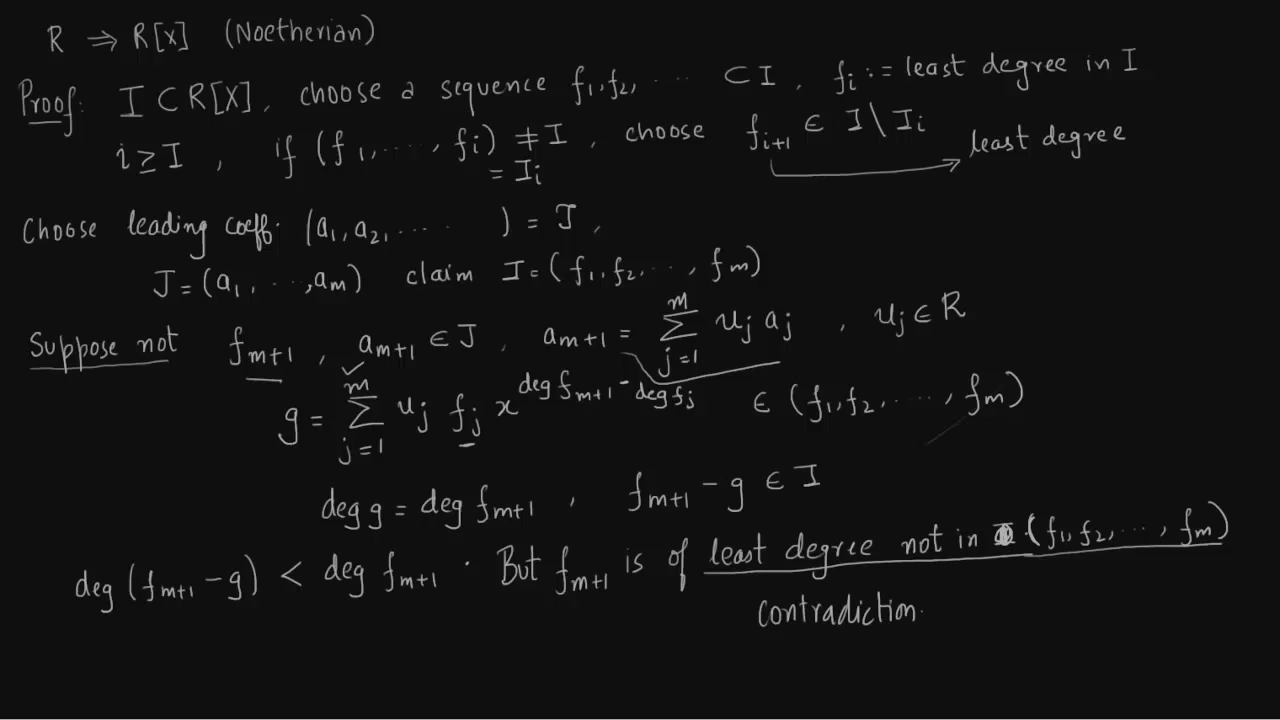 R ⇒ R[x] (Noetherian)
Proof: I ⊂ R[X], choose a sequence f₁, f₂, ⋯ ⊂ I, fᵢ := least degree in I
i ≥ I, if (f₁, ⋯, fᵢ) ≠ I, choose fᵢ₊₁ ∈ I \ Iᵢ → least degree
= Iᵢ
Choose leading coeff. (a₁, a₂, ⋯ ) = J,
J = (a₁, ⋯, aₘ) claim I = (f₁, f₂, ⋯, fₘ)
Suppose not fₘ₊₁, aₘ₊₁ ∈ J, aₘ₊₁ = ∑_{j=1}^{m} uⱼ aⱼ, uⱼ ∈ R
g = ∑_{j=1}^{m} uⱼ fⱼ x^{deg fₘ₊₁ - deg fⱼ} ∈ (f₁, f₂, ⋯, fₘ)
deg g = deg fₘ₊₁, fₘ₊₁ - g ∈ I
deg (fₘ₊₁ - g) < deg fₘ₊₁ . But fₘ₊₁ is of least degree not in (f₁, f₂, ⋯, fₘ)
contradiction.